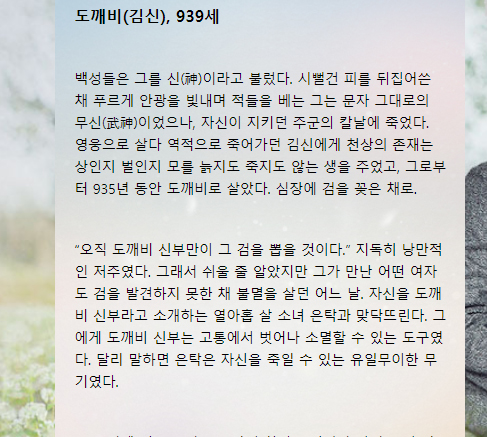 도깨비(김신), 939세
백성들은 그를 신(神)이라고 불렀다. 시뻘건 피를 뒤집어쓴
채 푸르게 안광을 빛내며 적들을 베는 그는 문자 그대로의
무신(武神)이었으나, 자신이 지키던 주군의 칼날에 죽었다.
영웅으로 살다 역적으로 죽어가던 김신에게 천상의 존재는
상인지 벌인지 모를 늙지도 죽지도 않는 생을 주었고, 그로부
터 935년 동안 도깨비로 살았다. 심장에 검을 꽂은 채로.
“오직 도깨비 신부만이 그 검을 뽑을 것이다.” 지독히 낭만적
인 저주였다. 그래서 쉬울 줄 알았지만 그가 만난 어떤 여자
도 검을 발견하지 못한 채 불멸을 살던 어느 날. 자신을 도깨
비 신부라고 소개하는 열아홉 살 소녀 은탁과 맞닥뜨린다. 그
에게 도깨비 신부는 고통에서 벗어나 소멸할 수 있는 도구였
다. 달리 말하면 은탁은 자신을 죽일 수 있는 유일무이한 무
기였다.